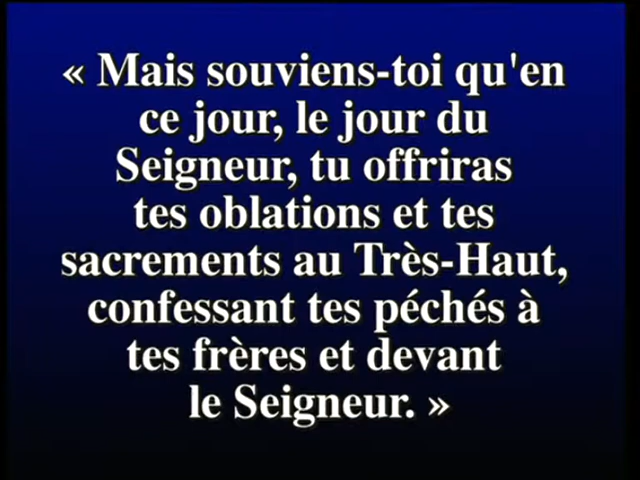 « Mais souviens-toi qu'en
ce jour, le jour du
Seigneur, tu offriras
tes oblations et tes
sacrements au Très-Haut,
confessant tes péchés à
tes frères et devant
le Seigneur. »